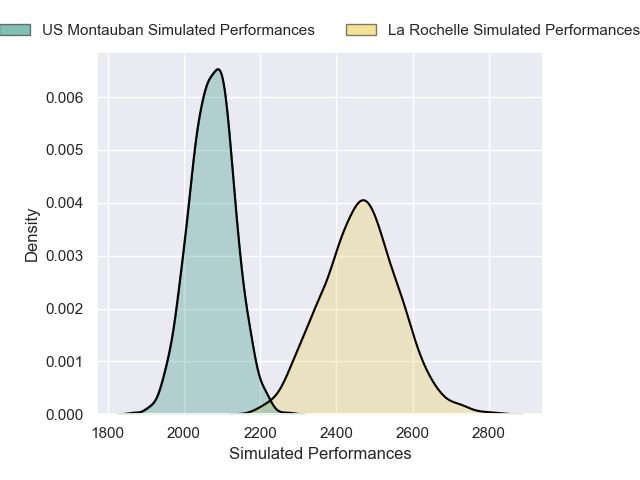 US Montauban Simulated Performances
La Rochelle Simulated Performances
0.006
0.005
0.004
0.003
0.002
0.001
0.000
Density
1800 2000 2200 2400 2600 2800
Simulated Performances